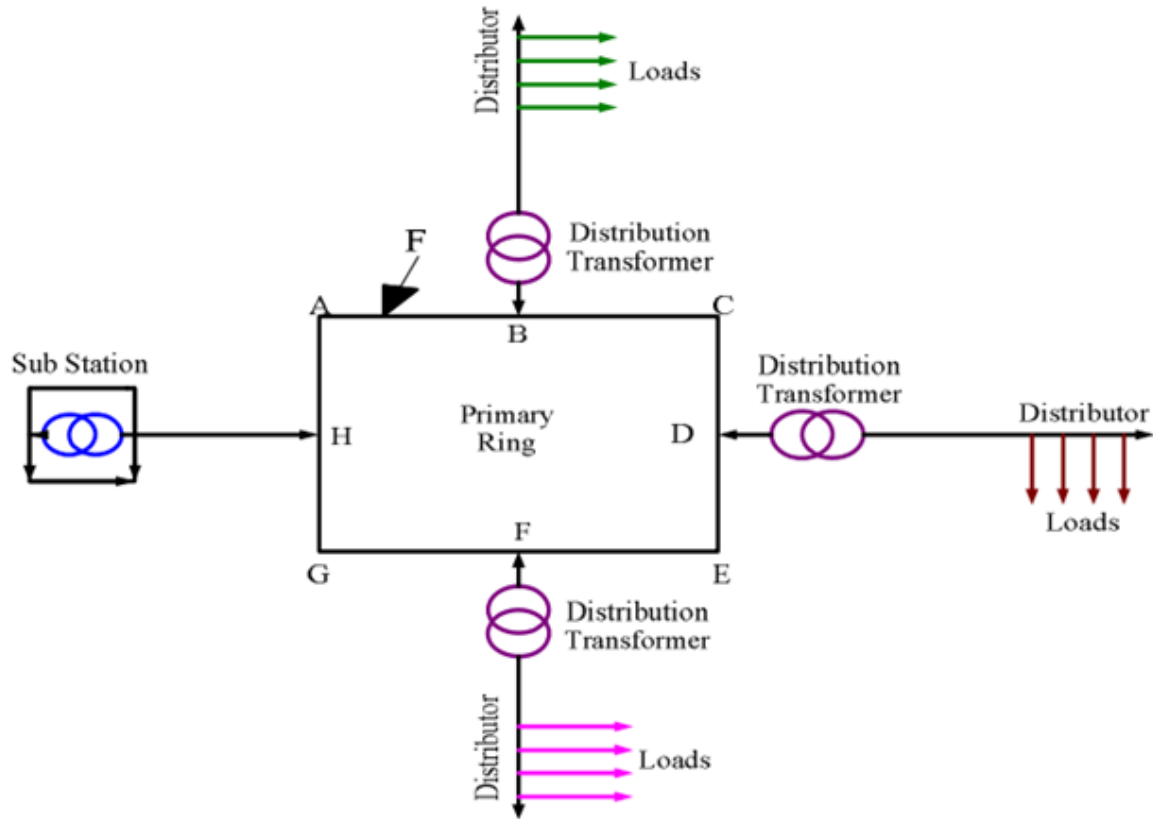 Distributor
Loads
Distribution
Transformer
F
A
B
C
Sub Station
H
Primary
Ring
D
Distribution
Transformer
Distributor
Loads
F
G
E
Distribution
Transformer
Distributor
Loads